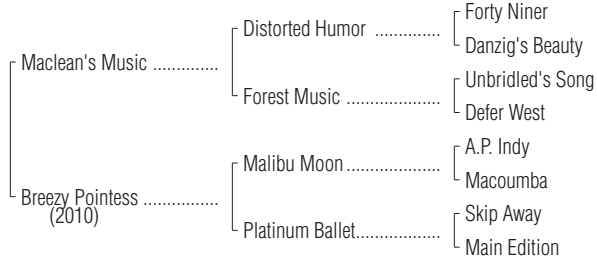 Forty Niner
Distorted Humor ..............
Danzig's Beauty
Maclean's Music ..............
Unbridled's Song
Forest Music ....................
Defer West
A.P. Indy
Malibu Moon....................
Macoumba
Breezy Pointess ................
(2010)
Skip Away
Platinum Ballet..................
Main Edition